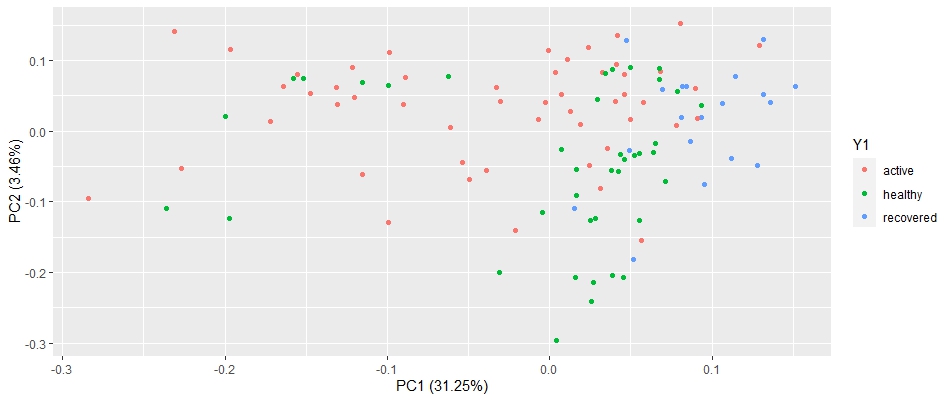 0.1
0.0
-0.1
-0.2
-0.3
PC2 (3.46%)
-0.3 -0.2 -0.1 0.0 0.1
PC1 (31.25%)
Y1
active
healthy
recovered